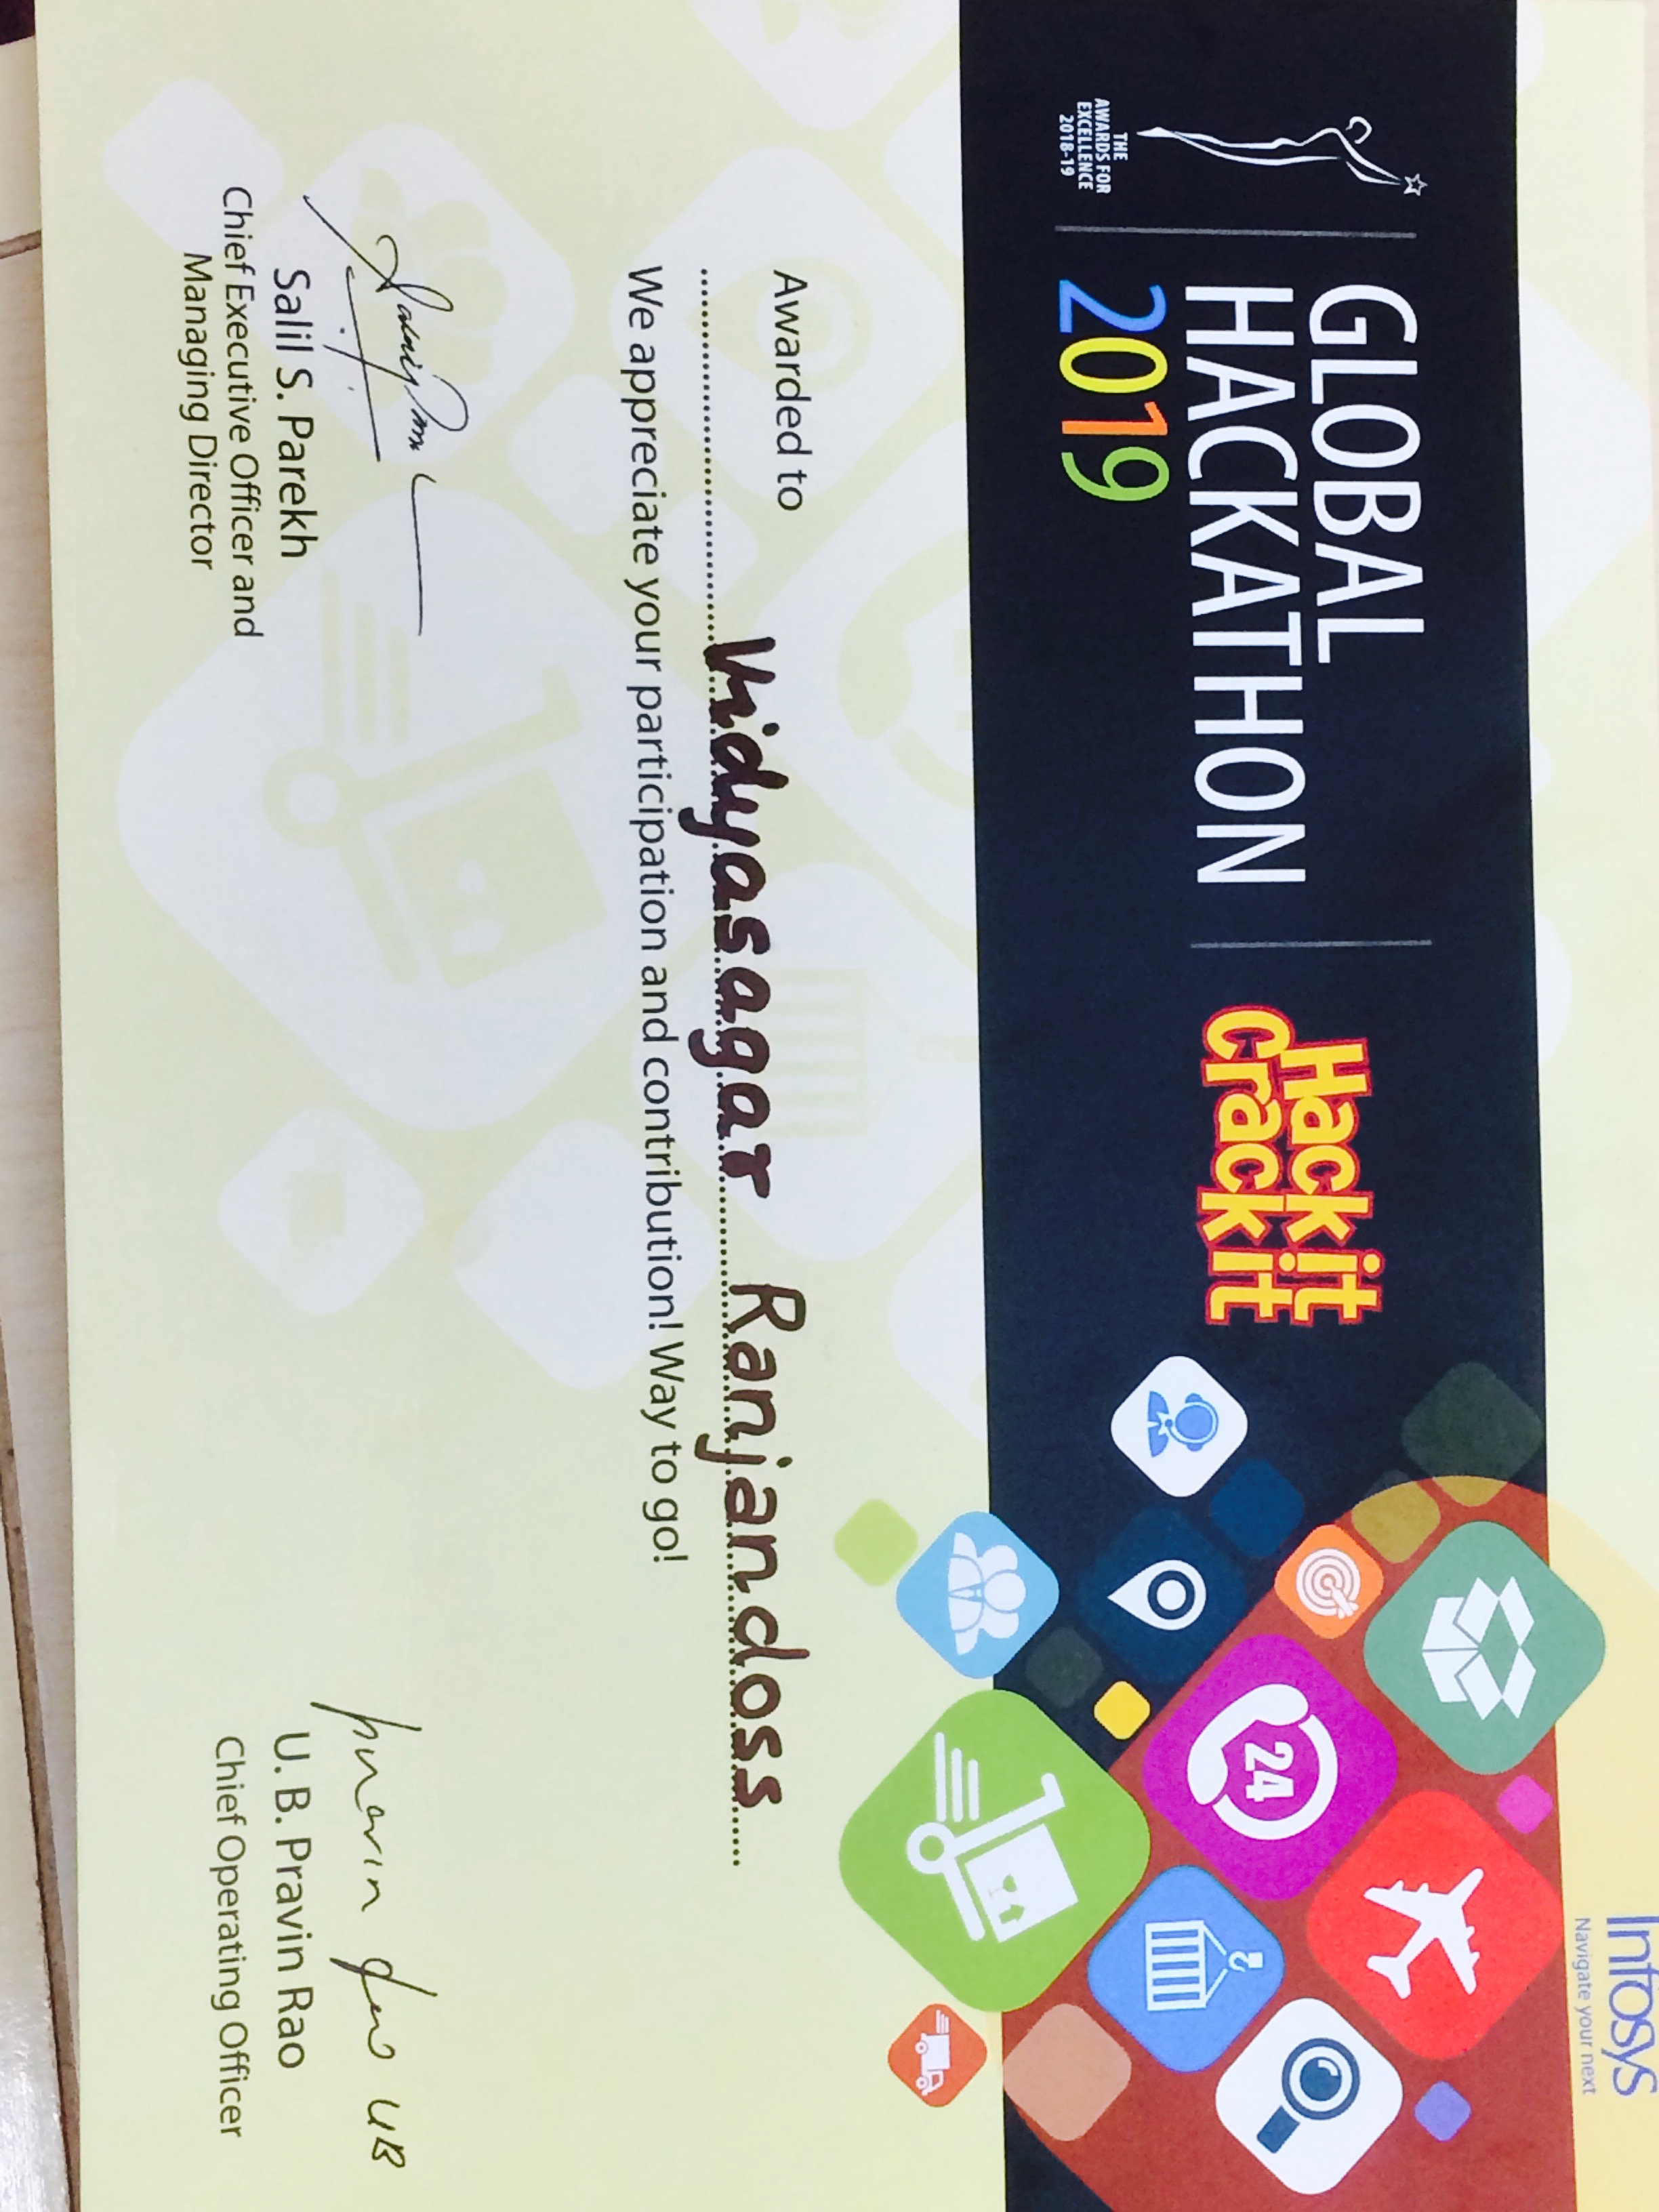 Infosys
Navigate your next
GLOBAL
HACKATHON
2019
THE
AWARDS FOR
EXCELLENCE
2018-19
Hack it
Crack it
24
Awarded to
Vidyasagar Ranjandoss
We appreciate your participation and contribution! Way to go!
Pravin Rao UB
Salil S. Parekh
Chief Executive Officer and
Managing Director
U. B. Pravin Rao
Chief Operating Officer